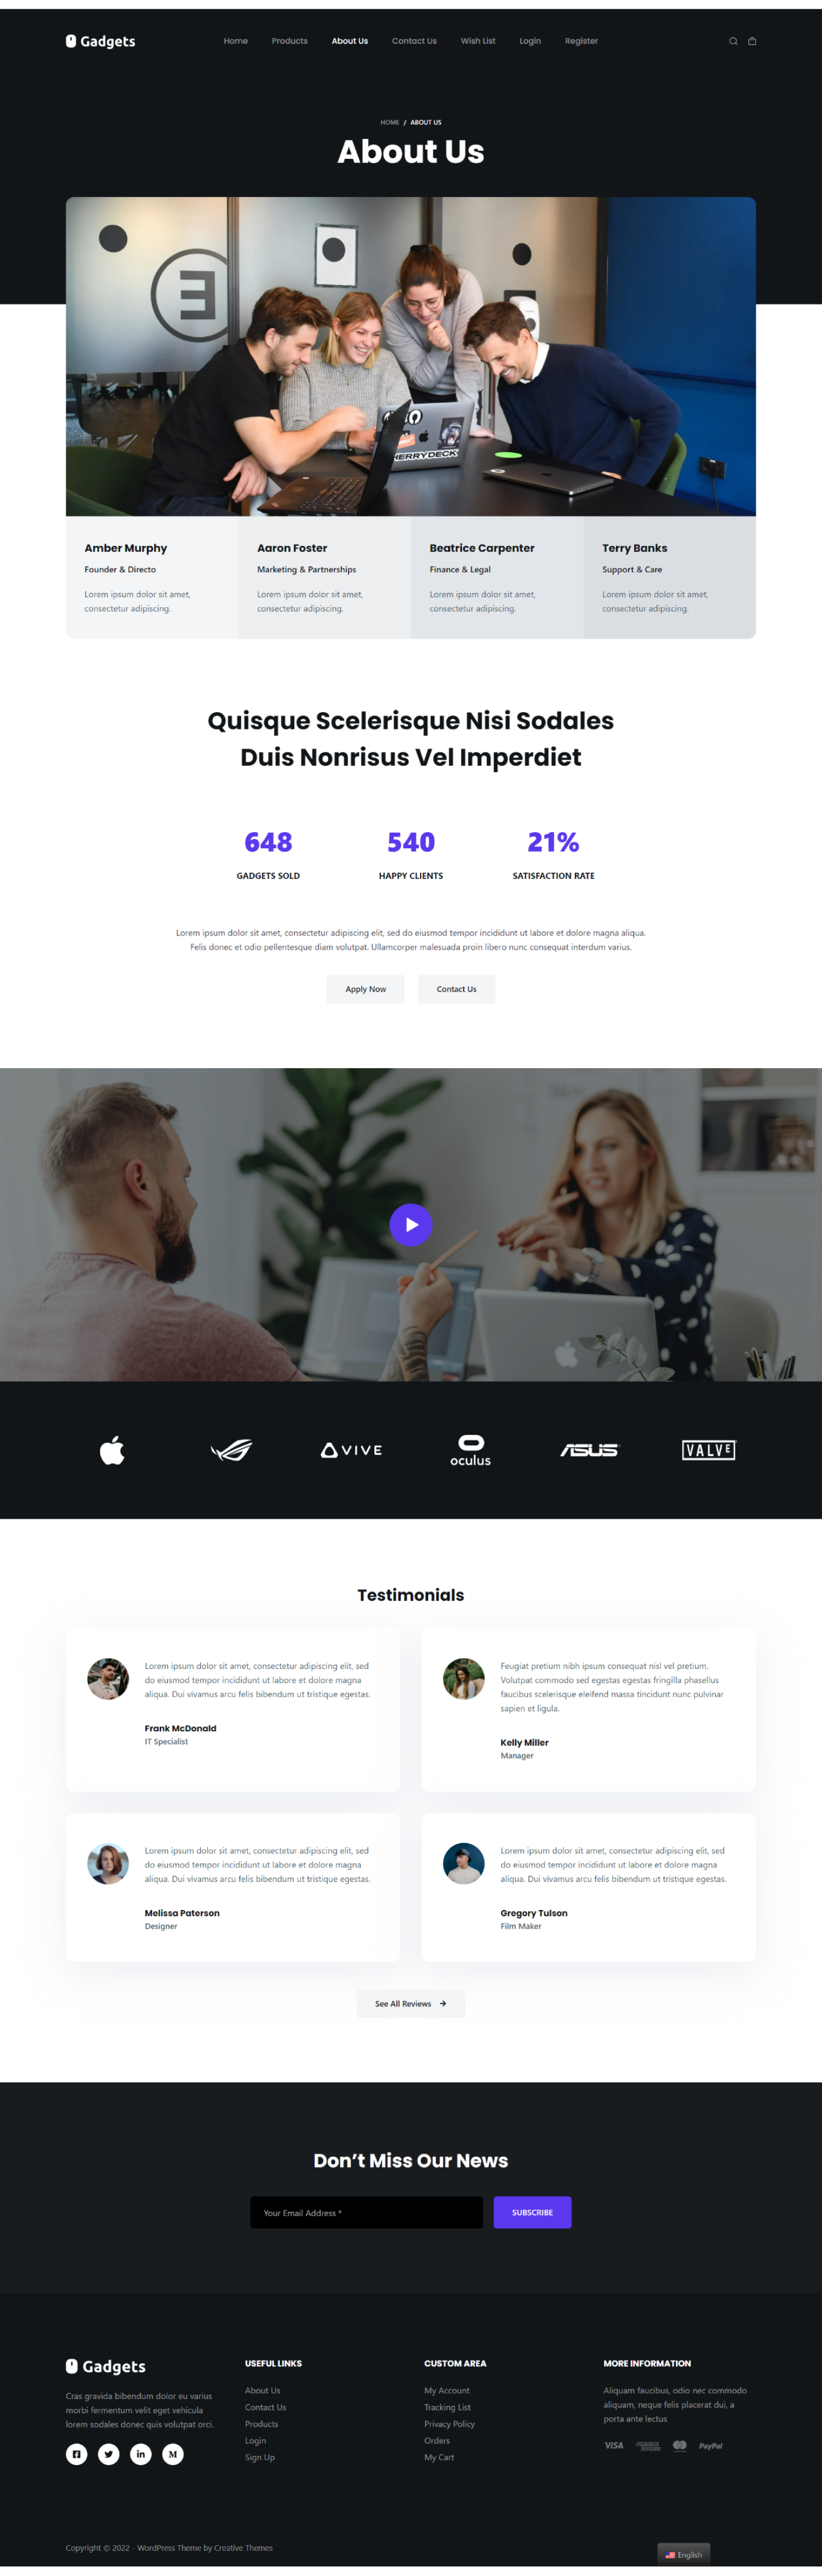 Gadgets
Home Products About Us Contact Us Wish List Login Register
HOME / ABOUT US
About Us
HERRYDECK
Amber Murphy
Founder & Directo
Lorem ipsum dolor sit amet,
consectetur adipiscing.
Aaron Foster
Marketing & Partnerships
Lorem ipsum dolor sit amet,
consectetur adipiscing.
Beatrice Carpenter
Finance & Legal
Lorem ipsum dolor sit amet,
consectetur adipiscing.
Terry Banks
Support & Care
Lorem ipsum dolor sit amet,
consectetur adipiscing.
Quisque Scelerisque Nisi Sodales
Duis Nonrisus Vel Imperdiet
648
GADGETS SOLD
540
HAPPY CLIENTS
21%
SATISFACTION RATE
Lorem ipsum dolor sit amet, consectetur adipiscing elit, sed do eiusmod tempor incididunt ut labore et dolore magna aliqua.
Felis donec et odio pellentesque diam volutpat. Ullamcorper malesuada proin libero nunc consequat interdum varius.
Apply Now
Contact Us
VIVE
oculus
ASUS
VALVE
Testimonials
Lorem ipsum dolor sit amet, consectetur adipiscing elit, sed
do eiusmod tempor incididunt ut labore et dolore magna
aliqua. Dui vivamus arcu felis bibendum ut tristique egestas.
Frank McDonald
IT Specialist
Feugiat pretium nibh ipsum consequat nisl vel pretium.
Volutpat commodo sed egestas egestas fringilla phasellus
faucibus scelerisque eleifend massa tincidunt nunc pulvinar
sapien et ligula.
Kelly Miller
Manager
Lorem ipsum dolor sit amet, consectetur adipiscing elit, sed
do eiusmod tempor incididunt ut labore et dolore magna
aliqua. Dui vivamus arcu felis bibendum ut tristique egestas.
Melissa Paterson
Designer
Lorem ipsum dolor sit amet, consectetur adipiscing elit, sed
do eiusmod tempor incididunt ut labore et dolore magna
aliqua. Dui vivamus arcu felis bibendum ut tristique egestas.
Gregory Tulson
Film Maker
See All Reviews
Don’t Miss Our News
Your Email Address *
SUBSCRIBE
Gadgets
Cras gravida bibendum dolor eu varius
morbi fermentum velit eget vehicula
lorem sodales donec quis volutpat orci.
USEFUL LINKS
About Us
Contact Us
Products
Login
Sign Up
CUSTOM AREA
My Account
Tracking List
Privacy Policy
Orders
My Cart
MORE INFORMATION
Aliquam faucibus, odio nec commodo
aliquam, neque felis placerat dui, a
porta ante lectus
VISA
PayPal
Copyright © 2022 - WordPress Theme by Creative Themes
English